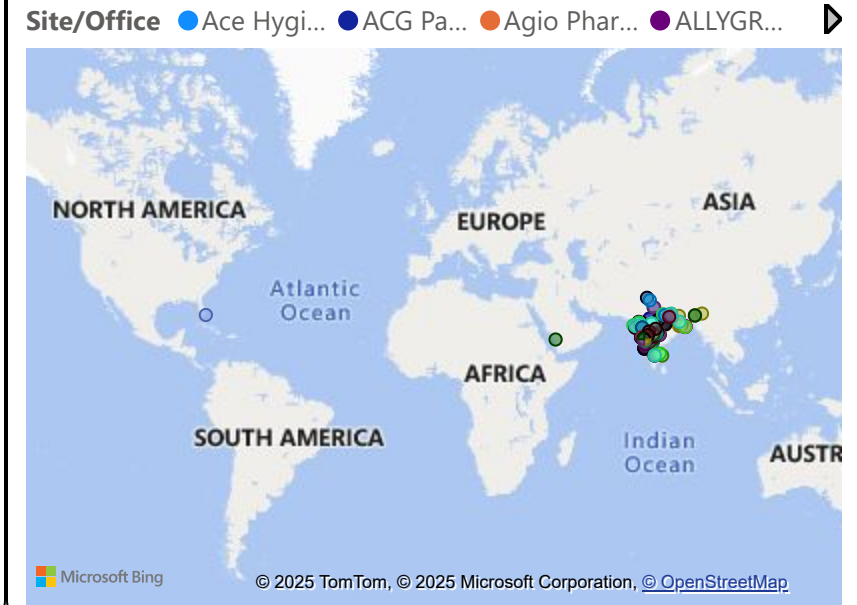 Site/Office Ace Hygi... ACG Pa... Agio Phar... ALLYGR...
NORTH AMERICA
EUROPE
ASIA
Atlantic
Ocean
AFRICA
SOUTH AMERICA
Indian
Ocean
AUSTR
Microsoft Bing
© 2025 TomTom, © 2025 Microsoft Corporation, © OpenStreetMap